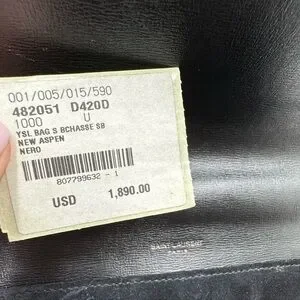 001/005/015/590
482051 D420D
1000 U
YSL BAG S BCHASSE SB
NEW ASPEN
NERO
807799632 - 1
USD 1,890.00
SAINT LAURENT
PARIS